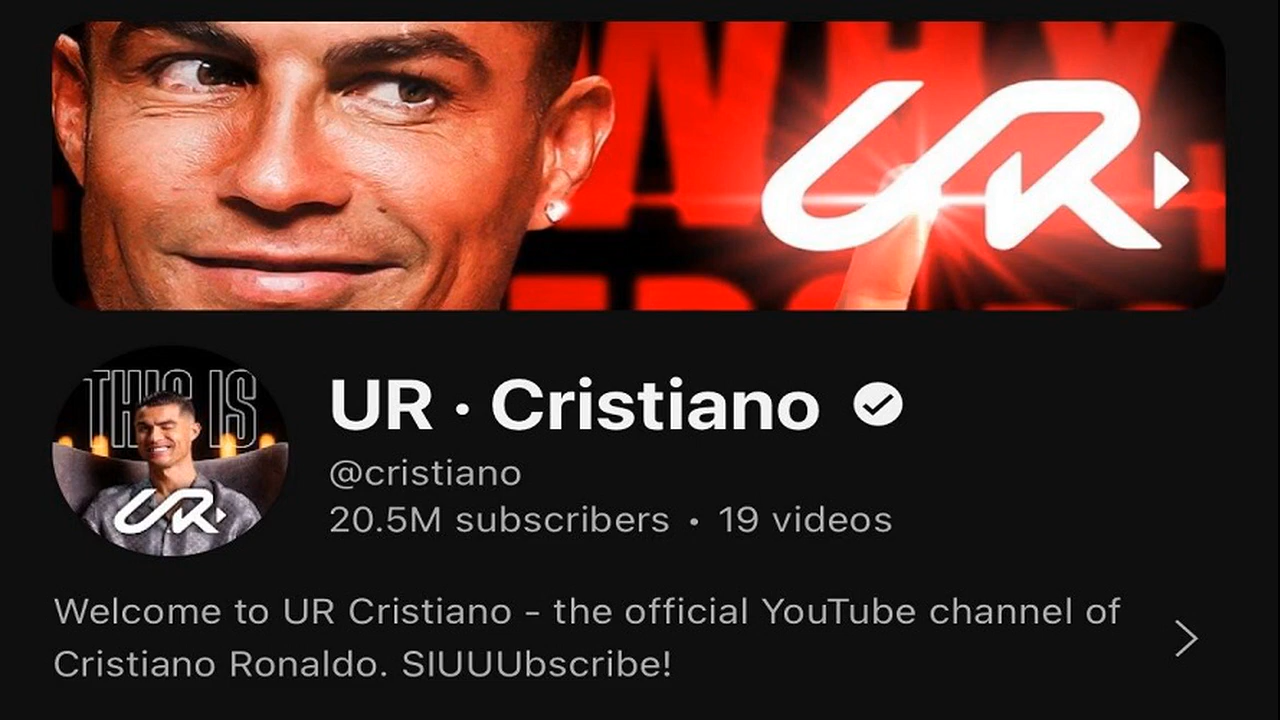 UR
THIS IS
UR
UR · Cristiano
@cristiano
20.5M subscribers • 19 videos
Welcome to UR Cristiano - the official YouTube channel of
Cristiano Ronaldo. SIUUUbscribe!